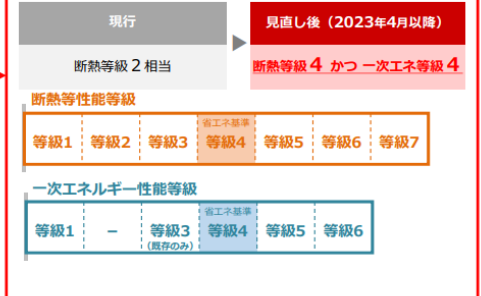 現行
見直し後（2023年4月以降）
断熱等級２相当
断熱等級４ かつ 一次エネ等級４
断熱等性能等級
省エネ基準
等級1 等級2 等級3 等級4 等級5 等級6 等級7
一次エネルギー性能等級
省エネ基準
等級1 － 等級3 等級4 等級5 等級6
（既存のみ）